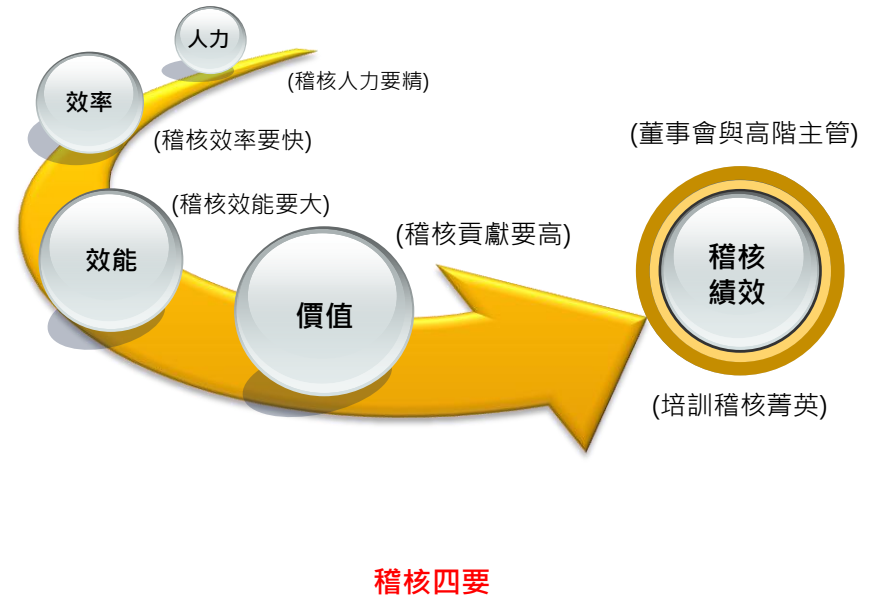 人力
(稽核人力要精)
效率
(稽核效率要快)
效能
(稽核效能要大)
價值
(稽核貢獻要高)
(董事會與高階主管)
稽核
績效
(培訓稽核菁英)
稽核四要